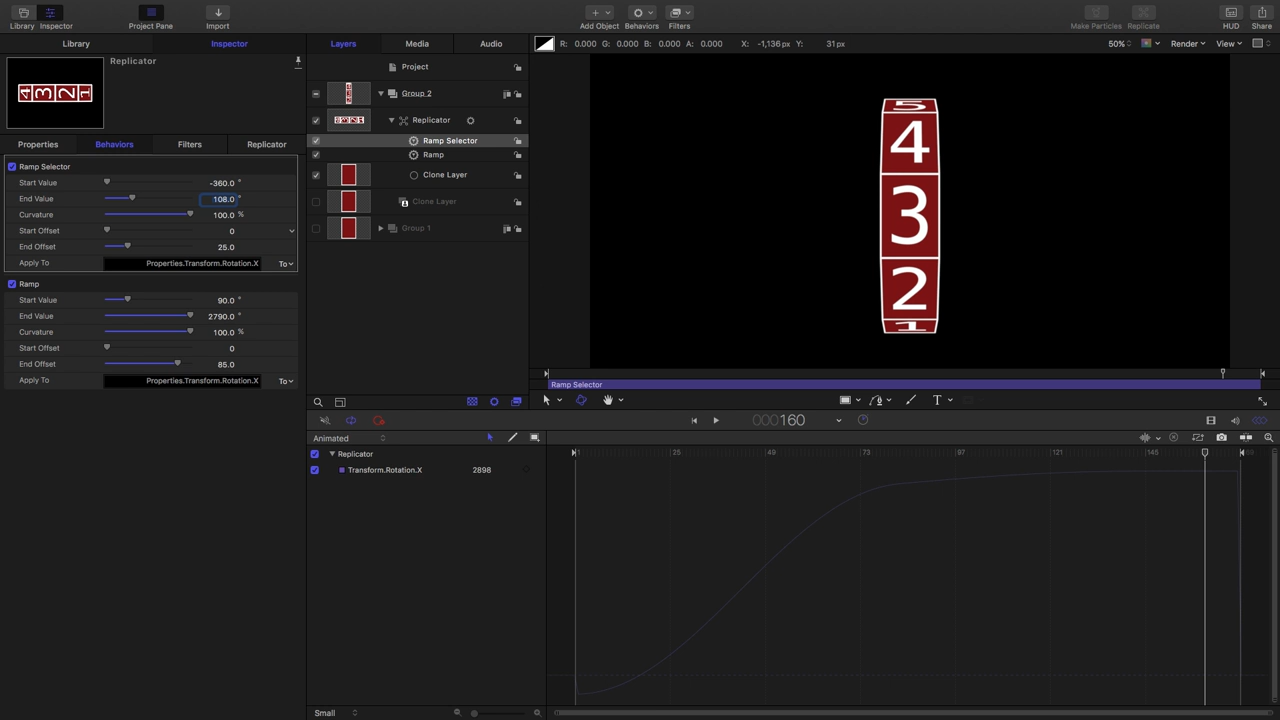 Library
Inspector
Project Pane
Import
Add Object
Behaviors
Filters
Make Particles
Replicate
HUD
Share
Library
Inspector
Layers
Media
Audio
R: 0.000 G: 0.000 B: 0.000 A: 0.000 X: -1,136 px Y: 31 px
50%
Render
View
Replicator
4 3 2 1
Project
Group 2
Replicator
Ramp Selector
Ramp
Clone Layer
Clone Layer
Group 1
Properties
Behaviors
Filters
Replicator
Ramp Selector
Start Value -360.0 °
End Value 108.0 °
Curvature 100.0 %
Start Offset 0
End Offset 25.0
Apply To Properties.Transform.Rotation.X To
Ramp
Start Value 90.0 °
End Value 2790.0 °
Curvature 100.0 %
Start Offset 0
End Offset 85.0
Apply To Properties.Transform.Rotation.X To
5
4
3
2
1
Ramp Selector
T
000160
Animated
Replicator
Transform.Rotation.X 2898
1 25 49 73 97 121 145
Small